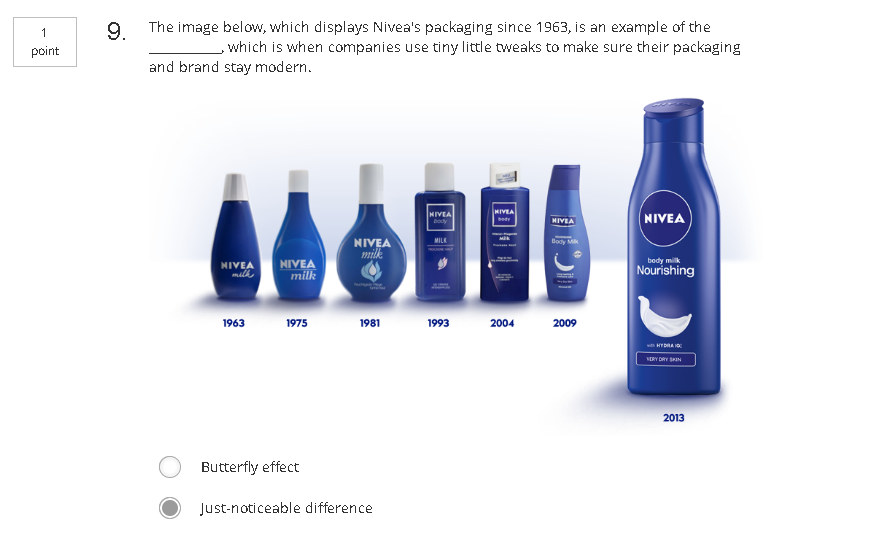 1
point
9.
The image below, which displays Nivea's packaging since 1963, is an example of the
__________, which is when companies use tiny little tweaks to make sure their packaging
and brand stay modern.
NIVEA
milk
NIVEA
milk
NIVEA
milk
NIVEA
body
MILK
NIVEA
body
Milk
NIVEA
Body Milk
NIVEA
body milk
Nourishing
with HYDRA IQ
VERY DRY SKIN
1963
1975
1981
1993
2004
2009
2013
Butterfly effect
Just-noticeable difference